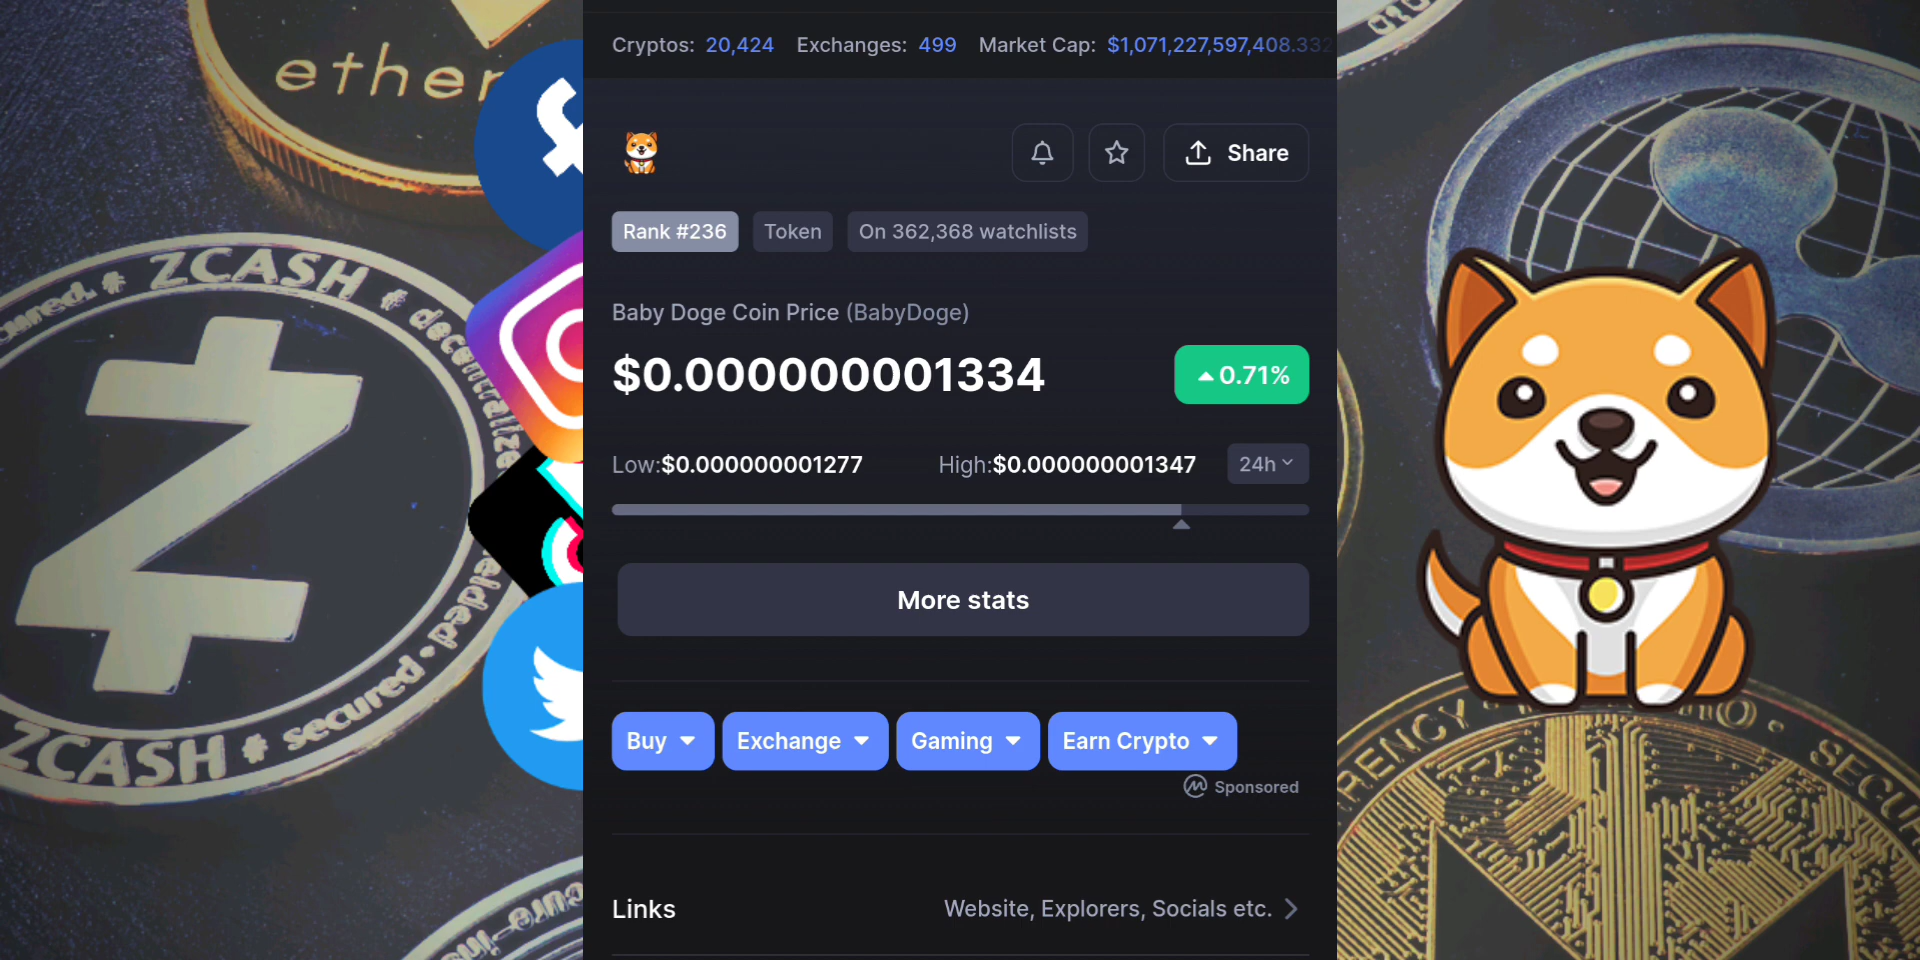 Cryptos: 20,424 Exchanges: 499 Market Cap: $1,071,227,597,408.332
Share
Rank #236 Token On 362,368 watchlists
Baby Doge Coin Price (BabyDoge)
$0.000000001334 0.71%
Low:$0.000000001277 High:$0.000000001347 24h
More stats
Buy Exchange Gaming Earn Crypto
Sponsored
Links Website, Explorers, Socials etc.
ether
ZCASH
secured
ZCASH